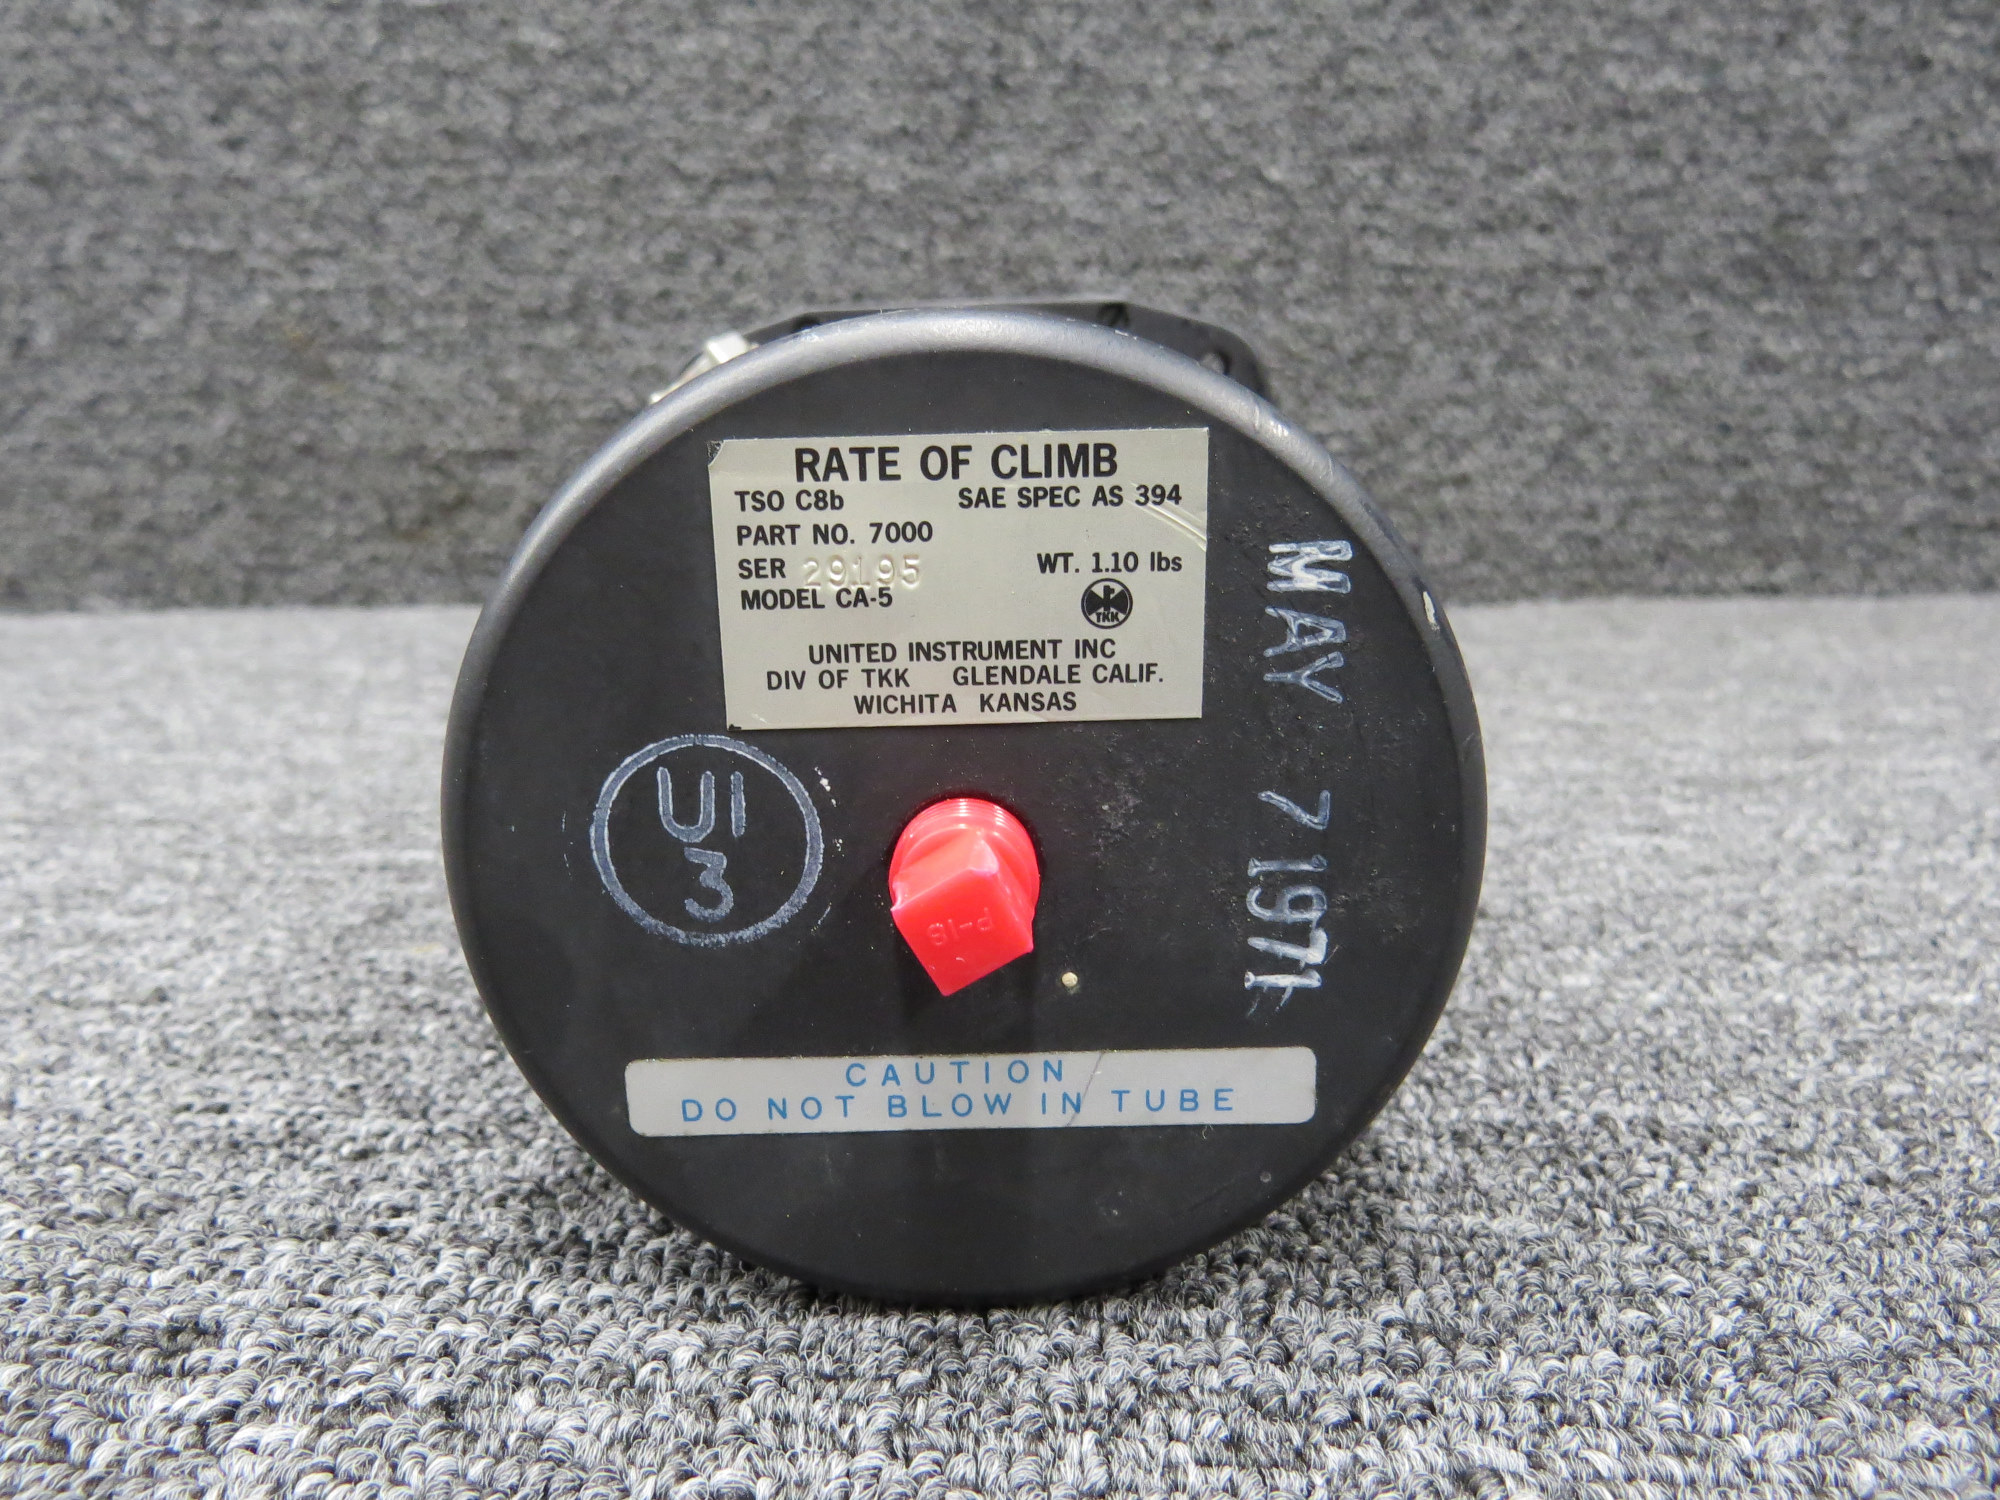 RATE OF CLIMB
TSO C8b SAE SPEC AS 394
PART NO. 7000
SER 29195 WT. 1.10 lbs
MODEL CA-5
TKK
UNITED INSTRUMENT INC
DIV OF TKK GLENDALE CALIF.
WICHITA KANSAS
MAY 7 1971
UI
3
P-18
CAUTION
DO NOT BLOW IN TUBE